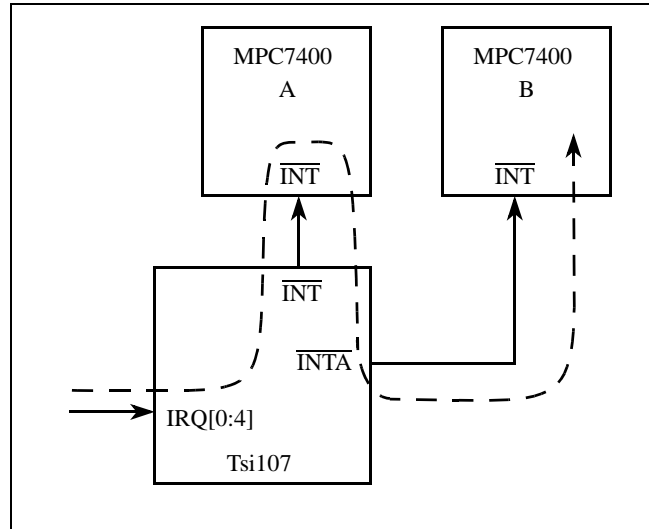 MPC7400
A
INT
MPC7400
B
INT
INT
INTA
IRQ[0:4]
Tsi107